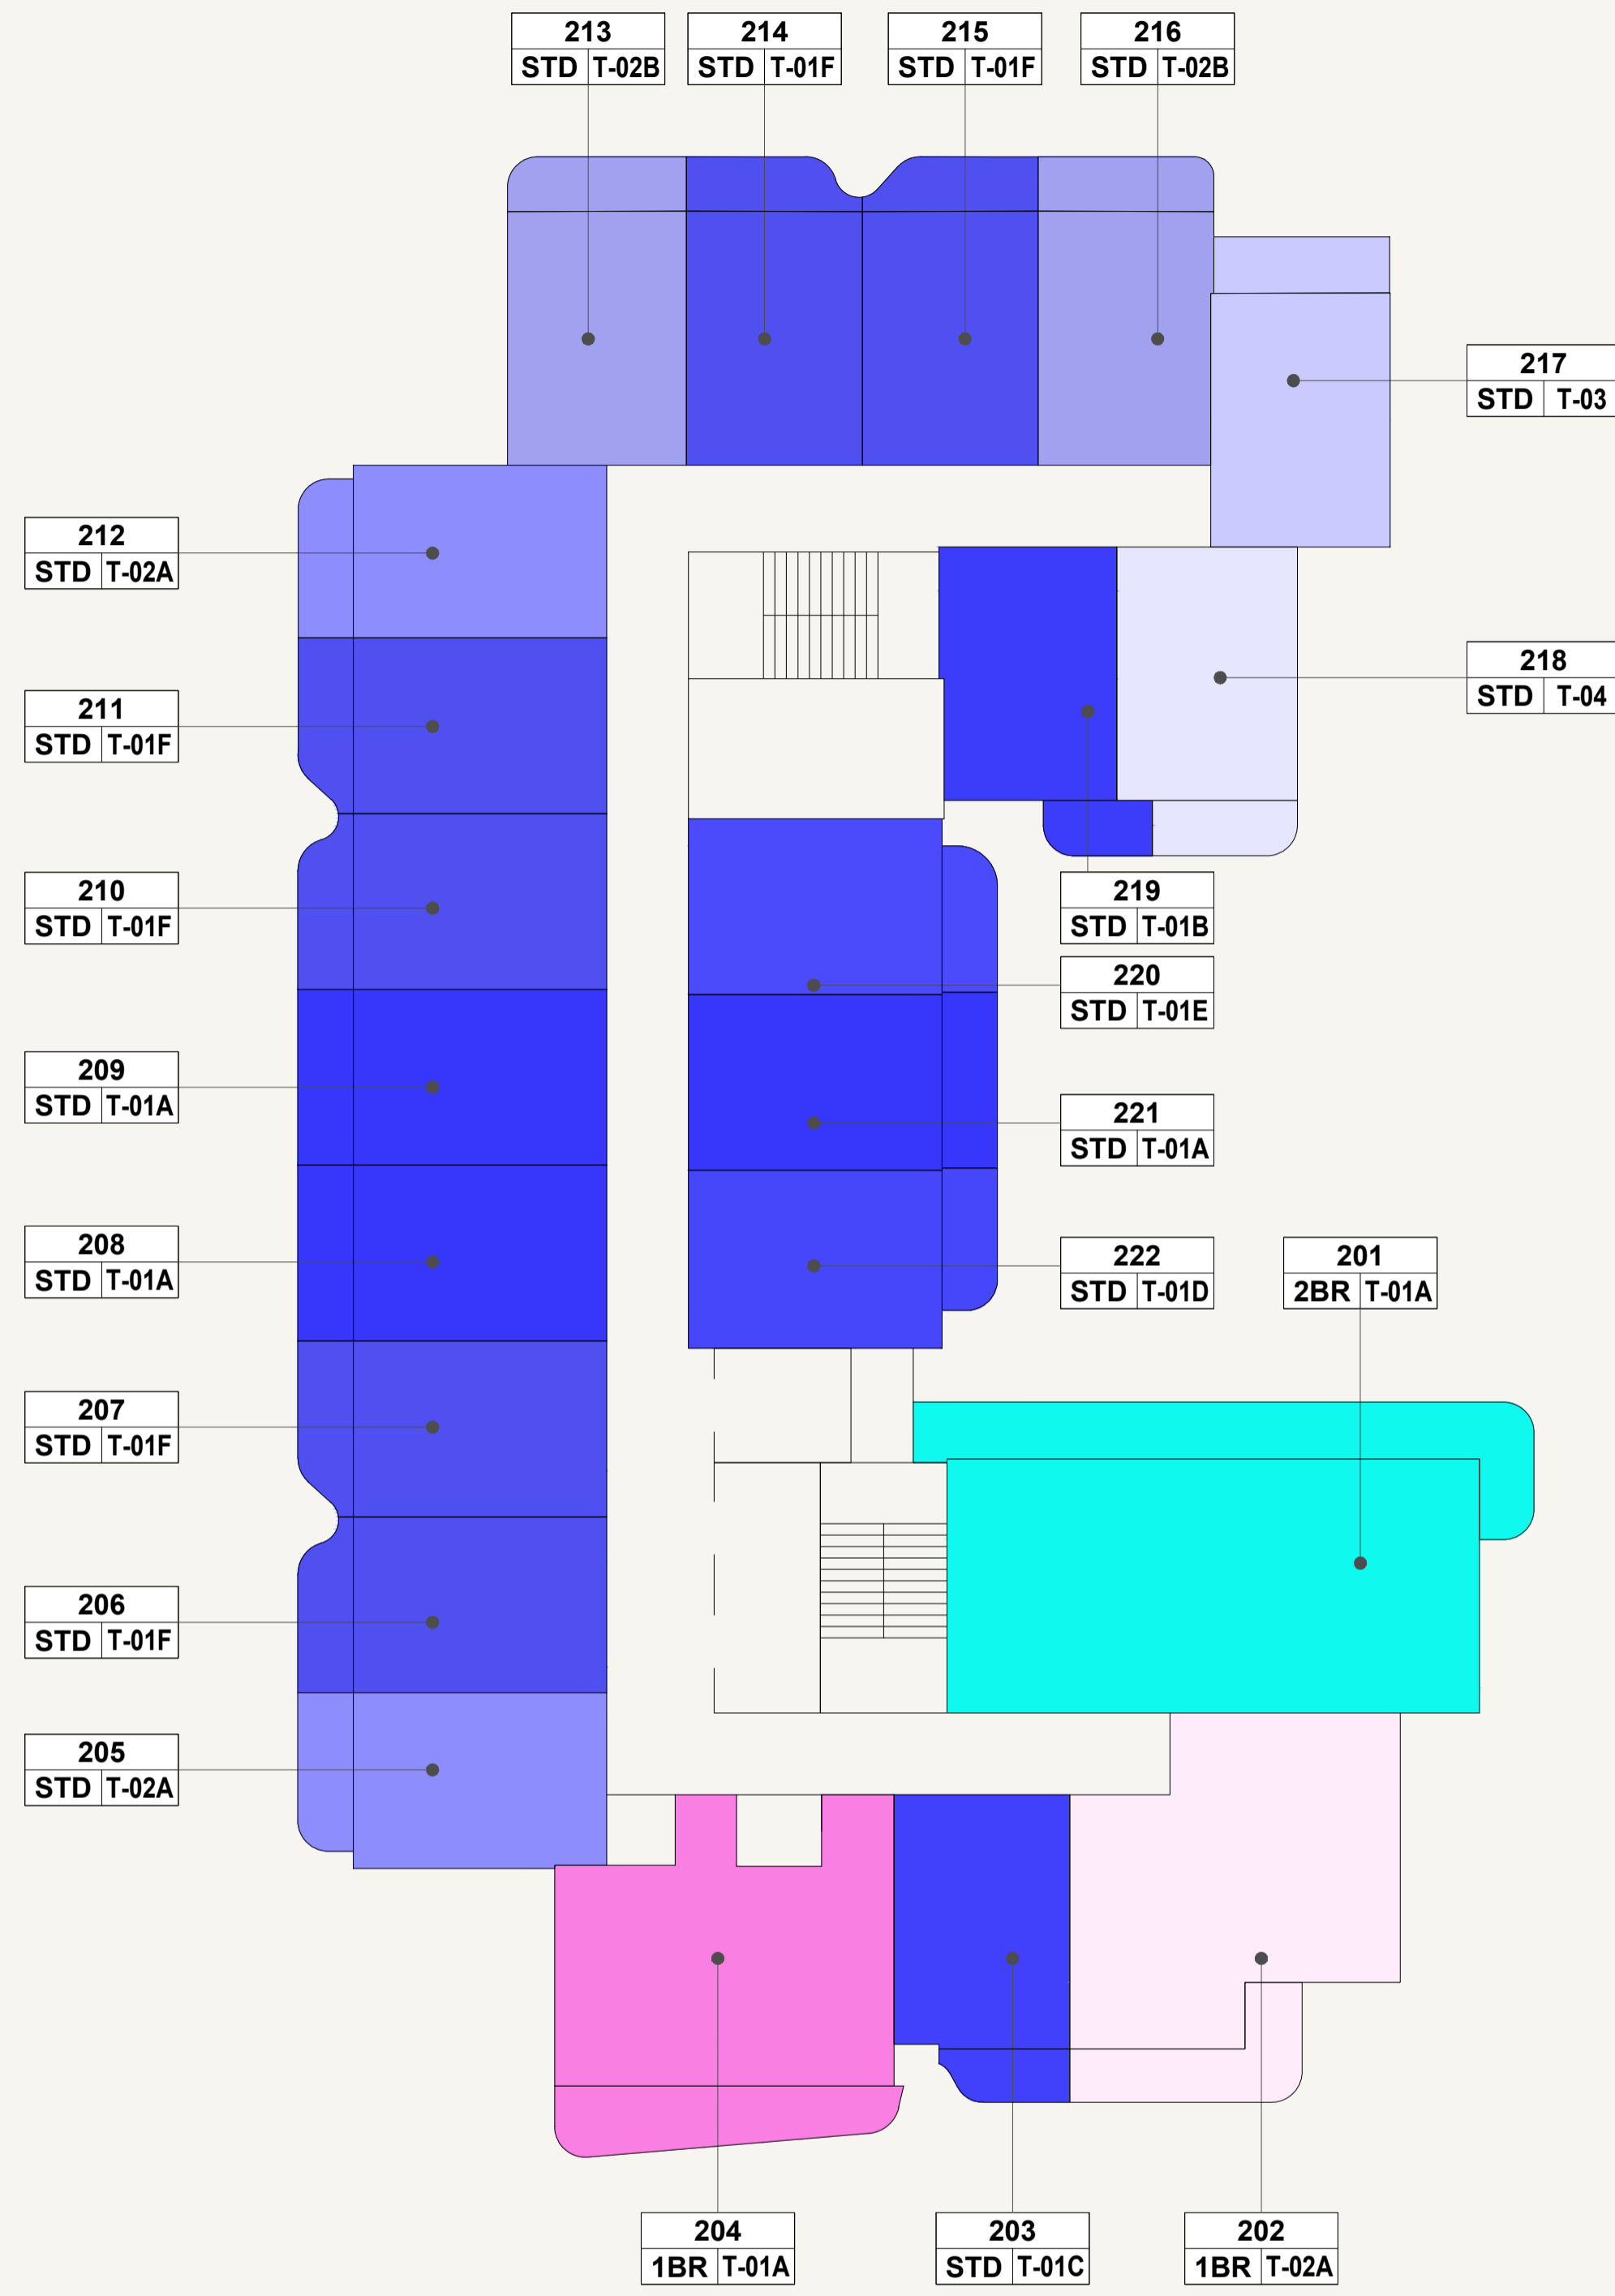 213
STD T-02B
214
STD T-01F
215
STD T-01F
216
STD T-02B
217
STD T-03
212
STD T-02A
218
STD T-04
211
STD T-01F
210
STD T-01F
219
STD T-01B
220
STD T-01E
209
STD T-01A
221
STD T-01A
208
STD T-01A
222
STD T-01D
201
2BR T-01A
207
STD T-01F
206
STD T-01F
205
STD T-02A
204
1BR T-01A
203
STD T-01C
202
1BR T-02A